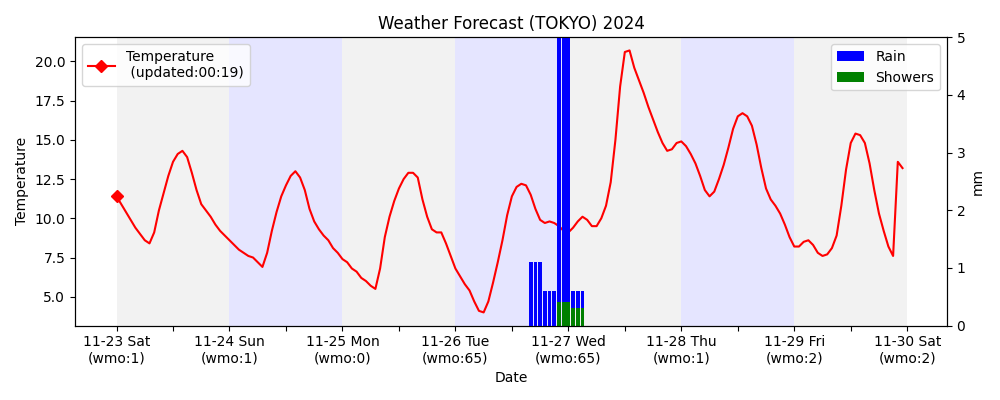 Weather Forecast (TOKYO) 2024
Temperature
(updated:00:19)
Rain
Showers
20.0
17.5
15.0
12.5
10.0
7.5
5.0
Temperature
5
4
3
2
1
0
mm
11-23 Sat
(wmo:1)
11-24 Sun
(wmo:1)
11-25 Mon
(wmo:0)
11-26 Tue
(wmo:65)
11-27 Wed
(wmo:65)
11-28 Thu
(wmo:1)
11-29 Fri
(wmo:2)
11-30 Sat
(wmo:2)
Date